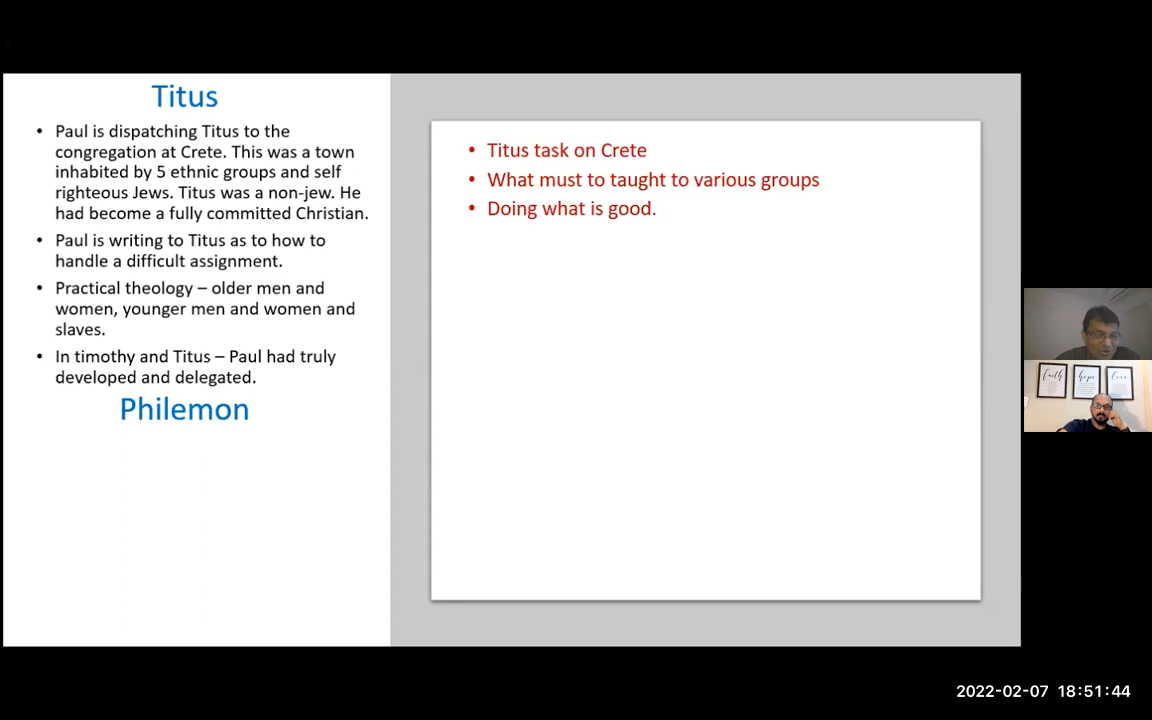 Titus
• Paul is dispatching Titus to the
congregation at Crete. This was a town
inhabited by 5 ethnic groups and self
righteous Jews. Titus was a non-jew. He
had become a fully committed Christian.
• Paul is writing to Titus as to how to
handle a difficult assignment.
• Practical theology – older men and
women, younger men and women and
slaves.
• In timothy and Titus – Paul had truly
developed and delegated.
Philemon
• Titus task on Crete
• What must to taught to various groups
• Doing what is good.
faith
hope
love
2022-02-07 18:51:44